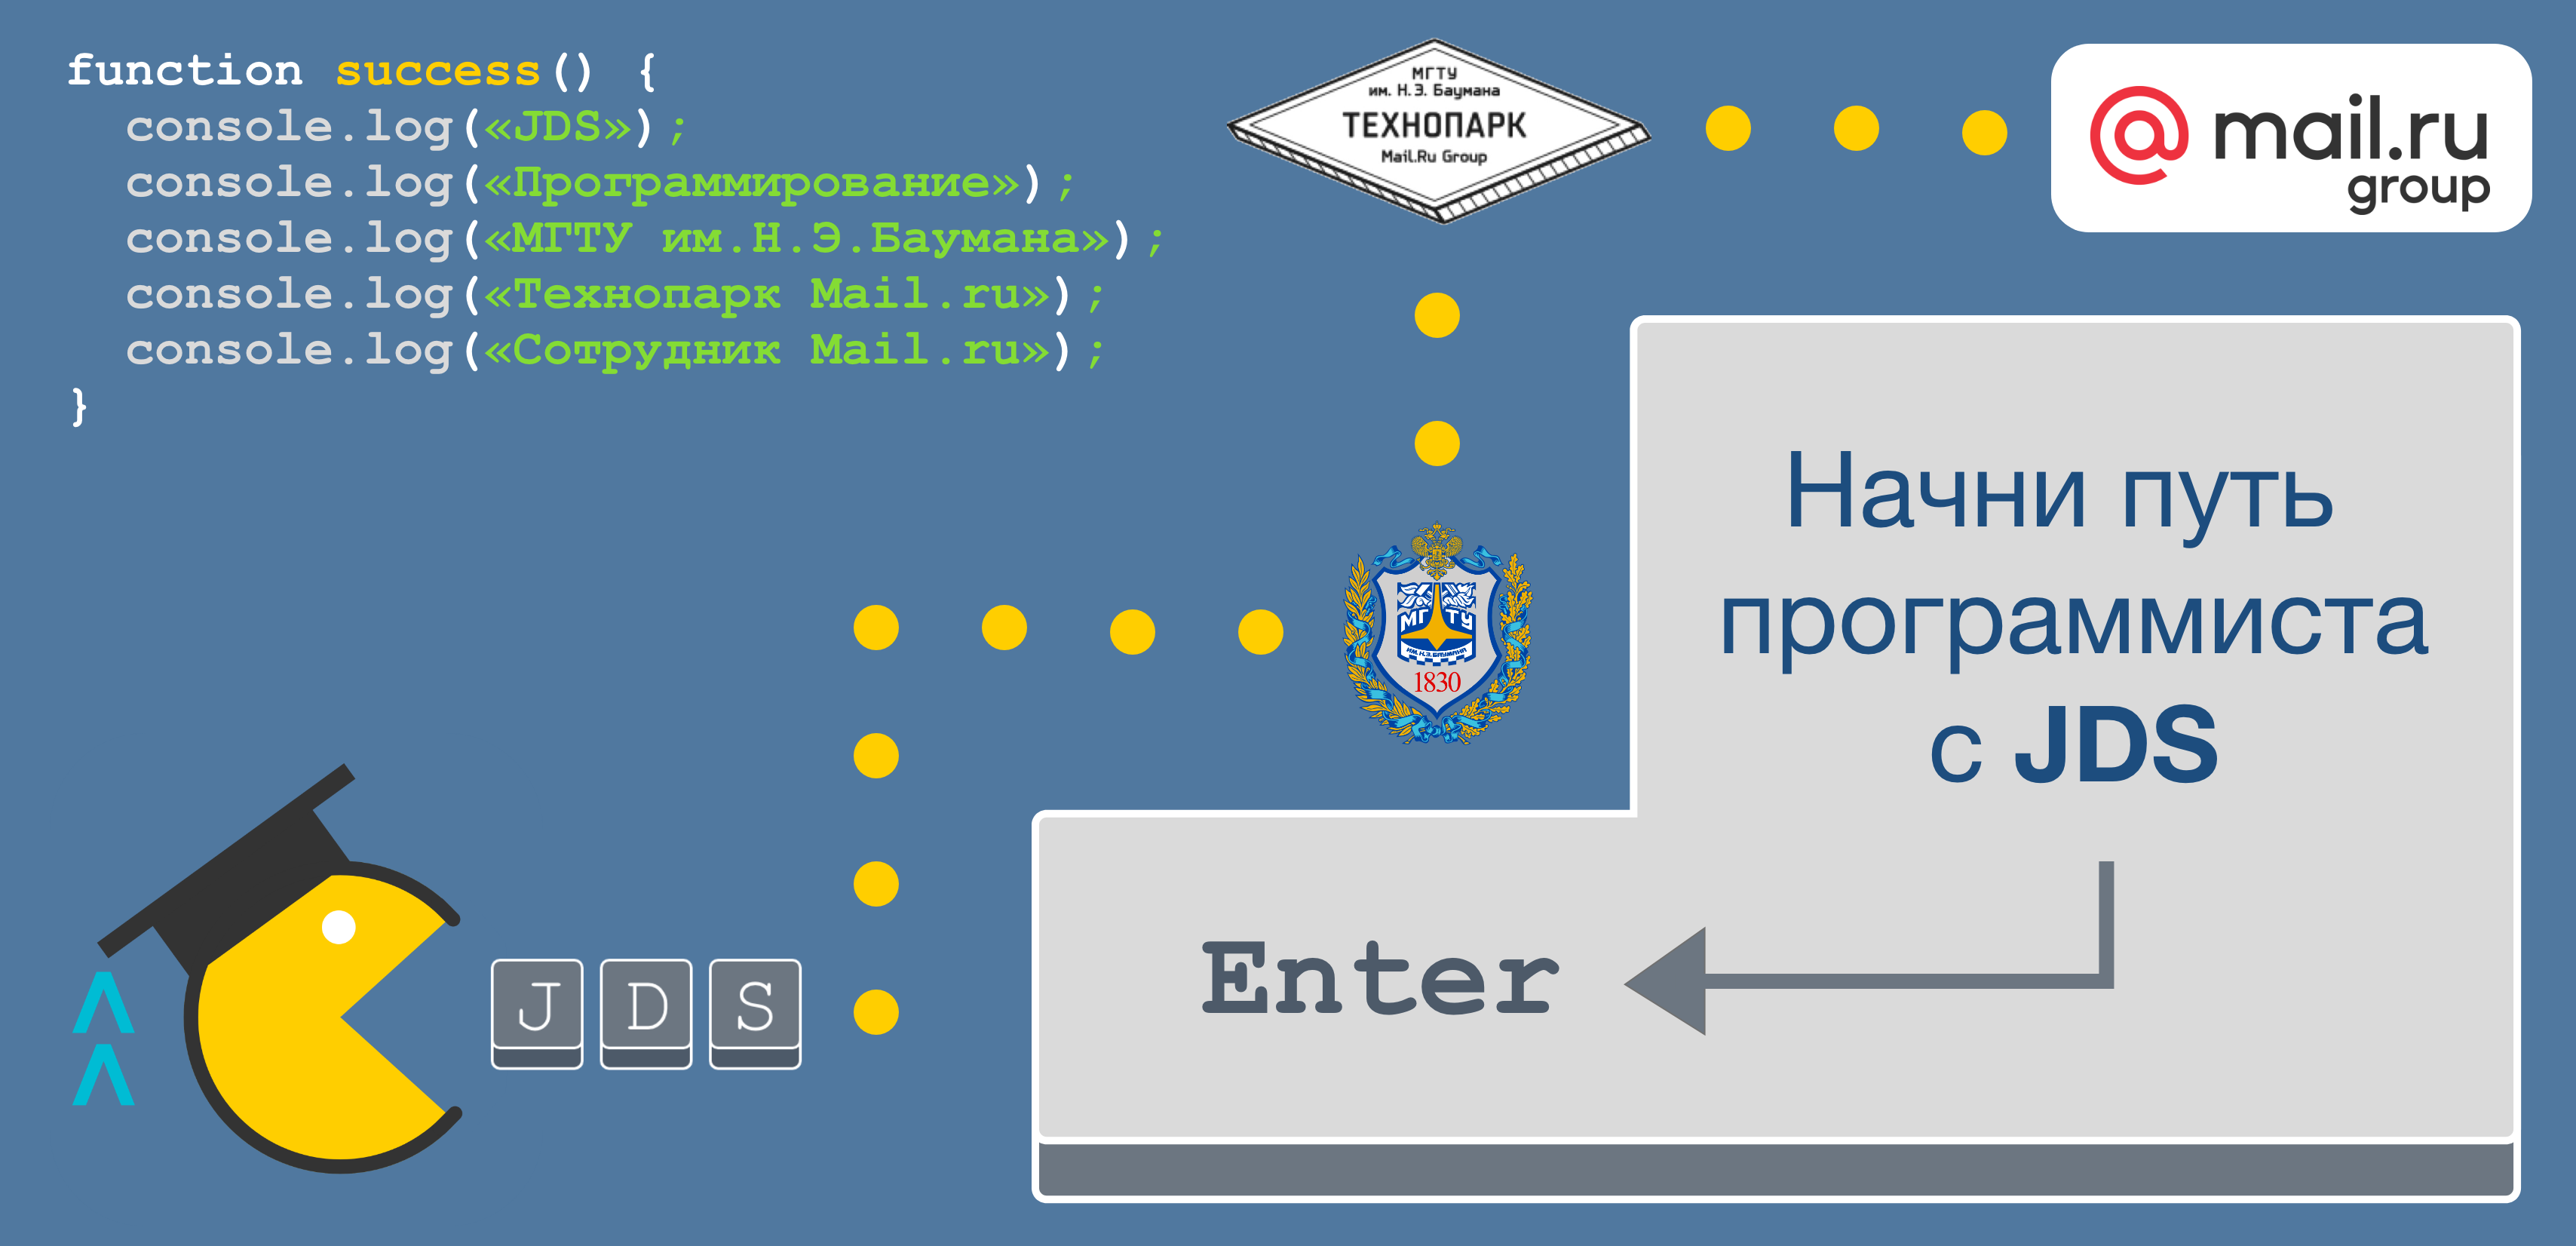 function success() {
console.log(«JDS»);
console.log(«Программирование»);
console.log(«МГТУ им.Н.Э.Баумана»);
console.log(«Технопарк Mail.ru»);
console.log(«Сотрудник Mail.ru»);
}
МГТУ
им. Н.Э. Баумана
ТЕХНОПАРК
Mail.Ru Group
@mail.ru
group
МГТУ
ИМ. Н.Э. БАУМАНА
1830
Начни путь
программиста
с JDS
Enter
J D S